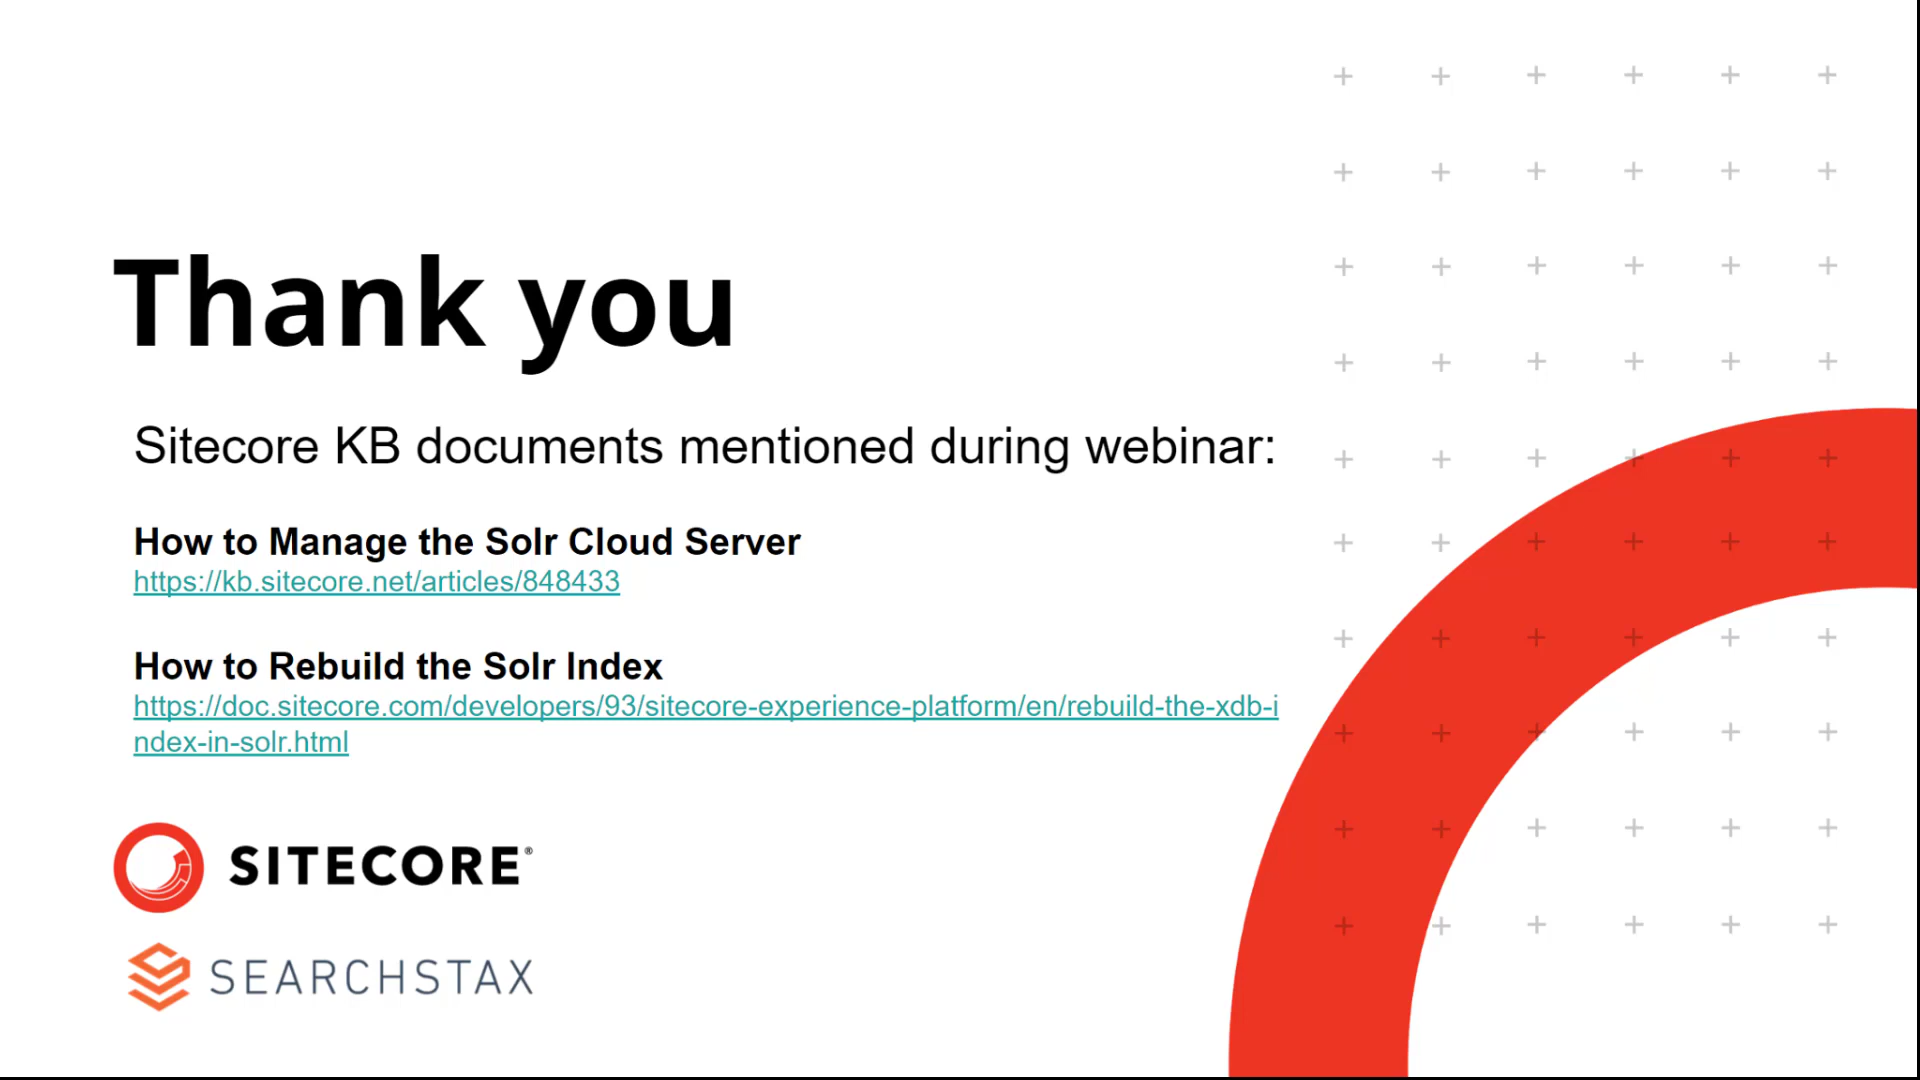 Thank you
Sitecore KB documents mentioned during webinar:
How to Manage the Solr Cloud Server
https://kb.sitecore.net/articles/848433
How to Rebuild the Solr Index
https://doc.sitecore.com/developers/93/sitecore-experience-platform/en/rebuild-the-xdb-i
ndex-in-solr.html
SITECORE®
SEARCHSTAX